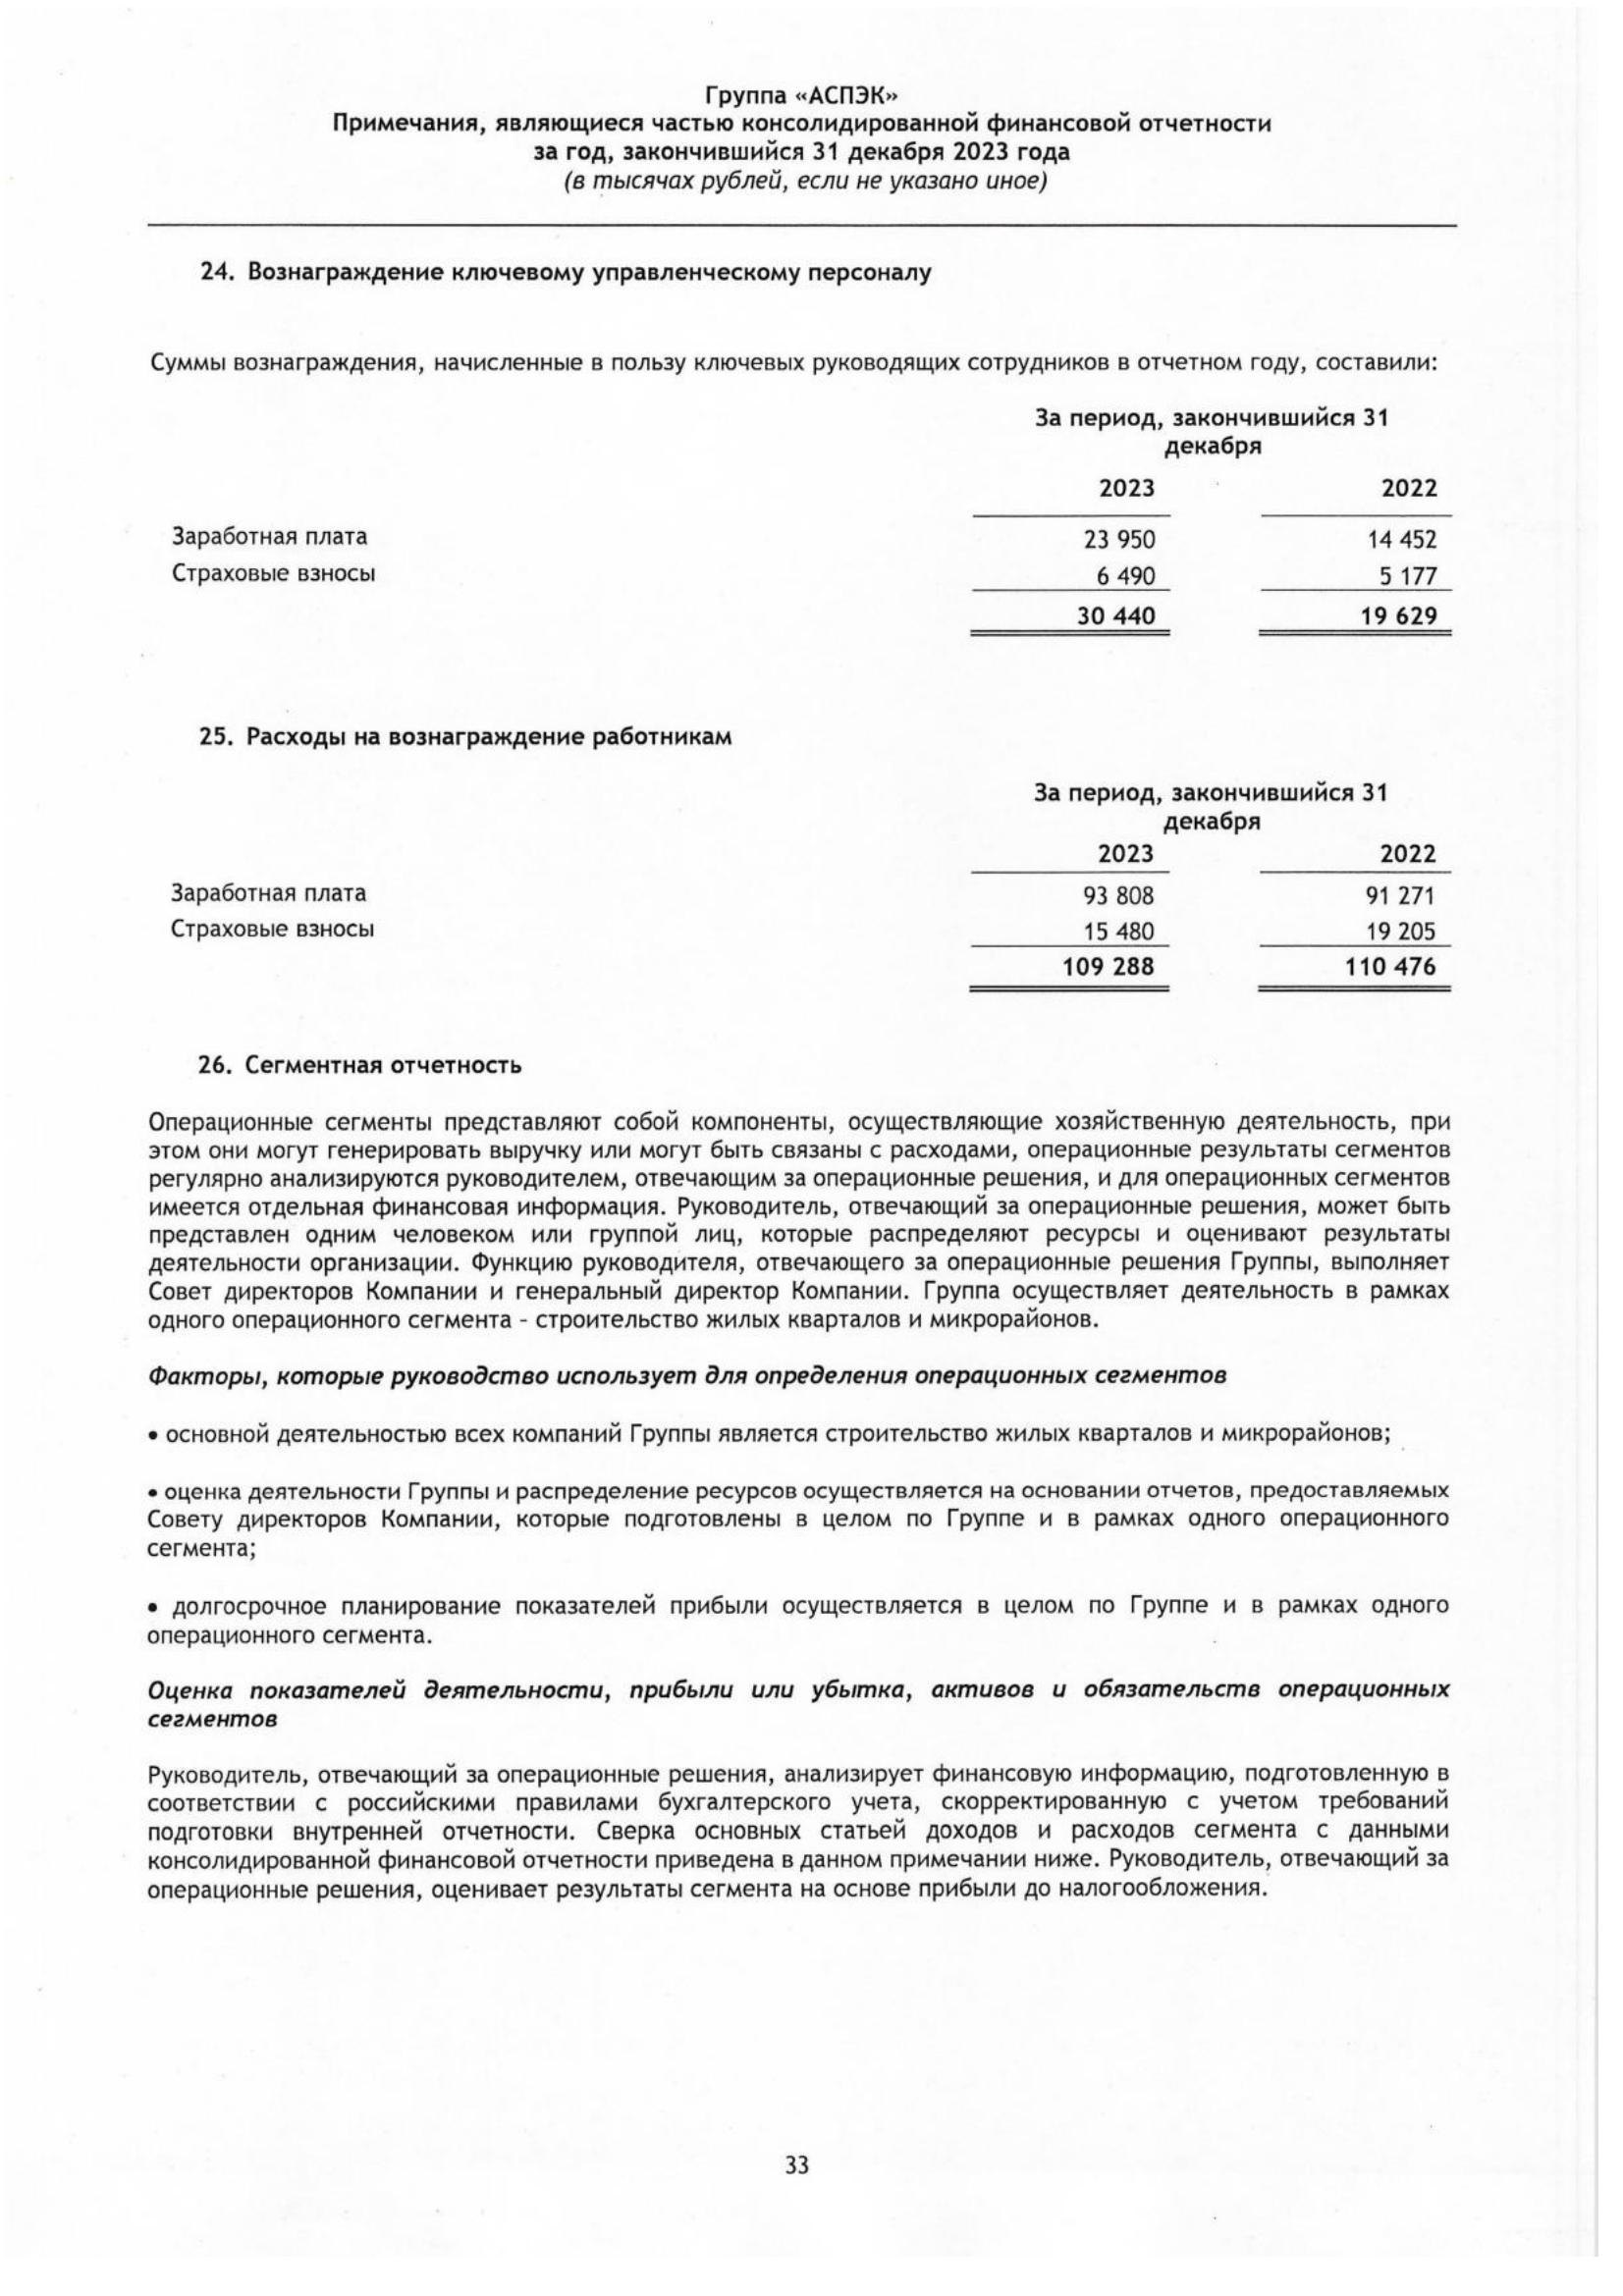 Группа «АСПЭК»
Примечания, являющиеся частью консолидированной финансовой отчетности
за год, закончившийся 31 декабря 2023 года
(в тысячах рублей, если не указано иное)
24. Вознаграждение ключевому управленческому персоналу
Суммы вознаграждения, начисленные в пользу ключевых руководящих сотрудников в отчетном году, составили:
За период, закончившийся 31
декабря
2023 2022
Заработная плата 23 950 14 452
Страховые взносы 6 490 5 177
30 440 19 629
25. Расходы на вознаграждение работникам
За период, закончившийся 31
декабря
2023 2022
Заработная плата 93 808 91 271
Страховые взносы 15 480 19 205
109 288 110 476
26. Сегментная отчетность
Операционные сегменты представляют собой компоненты, осуществляющие хозяйственную деятельность, при
этом они могут генерировать выручку или могут быть связаны с расходами, операционные результаты сегментов
регулярно анализируются руководителем, отвечающим за операционные решения, и для операционных сегментов
имеется отдельная финансовая информация. Руководитель, отвечающий за операционные решения, может быть
представлен одним человеком или группой лиц, которые распределяют ресурсы и оценивают результаты
деятельности организации. Функцию руководителя, отвечающего за операционные решения Группы, выполняет
Совет директоров Компании и генеральный директор Компании. Группа осуществляет деятельность в рамках
одного операционного сегмента - строительство жилых кварталов и микрорайонов.
Факторы, которые руководство использует для определения операционных сегментов
• основной деятельностью всех компаний Группы является строительство жилых кварталов и микрорайонов;
• оценка деятельности Группы и распределение ресурсов осуществляется на основании отчетов, предоставляемых
Совету директоров Компании, которые подготовлены в целом по Группе и в рамках одного операционного
сегмента;
• долгосрочное планирование показателей прибыли осуществляется в целом по Группе и в рамках одного
операционного сегмента.
Оценка показателей деятельности, прибыли или убытка, активов и обязательств операционных
сегментов
Руководитель, отвечающий за операционные решения, анализирует финансовую информацию, подготовленную в
соответствии с российскими правилами бухгалтерского учета, скорректированную с учетом требований
подготовки внутренней отчетности. Сверка основных статьей доходов и расходов сегмента с данными
консолидированной финансовой отчетности приведена в данном примечании ниже. Руководитель, отвечающий за
операционные решения, оценивает результаты сегмента на основе прибыли до налогообложения.
33